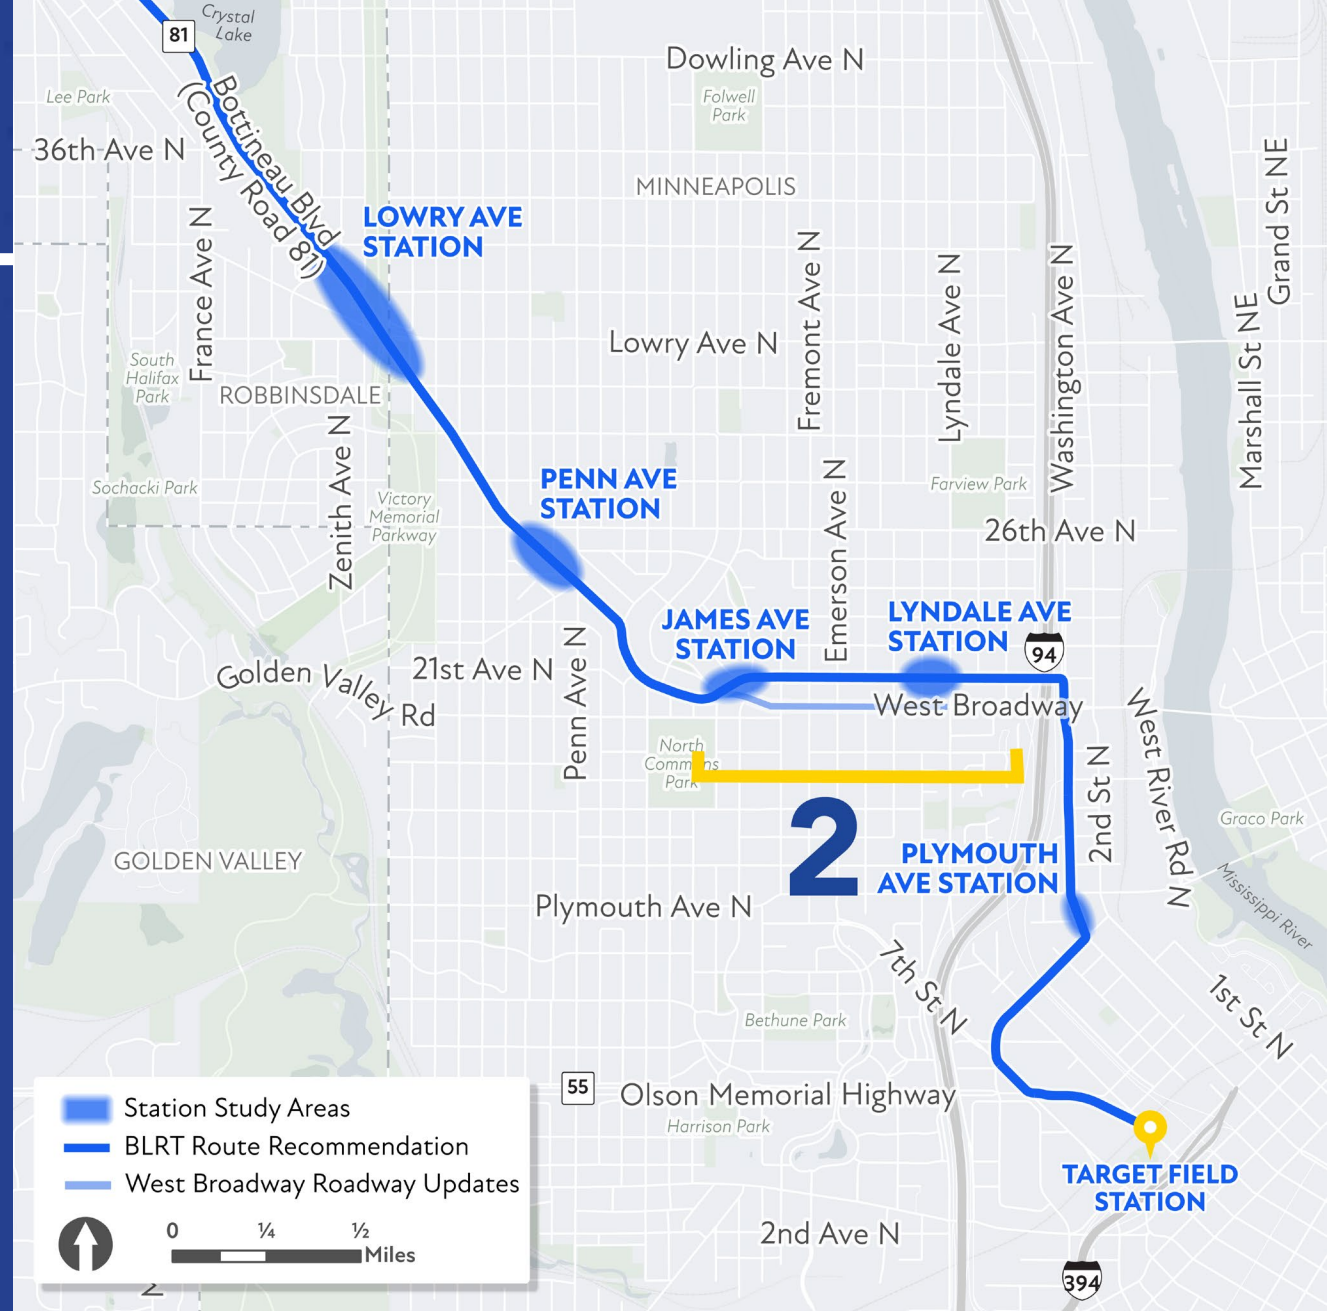 Crystal
Lake
81
Dowling Ave N
Lee Park
Folwell
Park
Bottineau Blvd
(County Road 81)
36th Ave N
MINNEAPOLIS
Grand St NE
LOWRY AVE
STATION
France Ave N
Fremont Ave N
Lyndale Ave N
Washington Ave N
Marshall St NE
Lowry Ave N
South
Halifax
Park
ROBBINSDALE
Zenith Ave N
PENN AVE
STATION
Sochacki Park
Victory
Memorial
Parkway
Farview Park
26th Ave N
Emerson Ave N
JAMES AVE
STATION
LYNDALE AVE
STATION
94
Golden Valley Rd
21st Ave N
Penn Ave N
West Broadway
West River Rd N
North
Commons
Park
2nd St N
2
Graco Park
GOLDEN VALLEY
PLYMOUTH
AVE STATION
Mississippi River
Plymouth Ave N
7th St N
1st St N
Bethune Park
55
Olson Memorial Highway
Harrison Park
TARGET FIELD
STATION
2nd Ave N
394
Station Study Areas
BLRT Route Recommendation
West Broadway Roadway Updates
0 ¼ ½
Miles
N